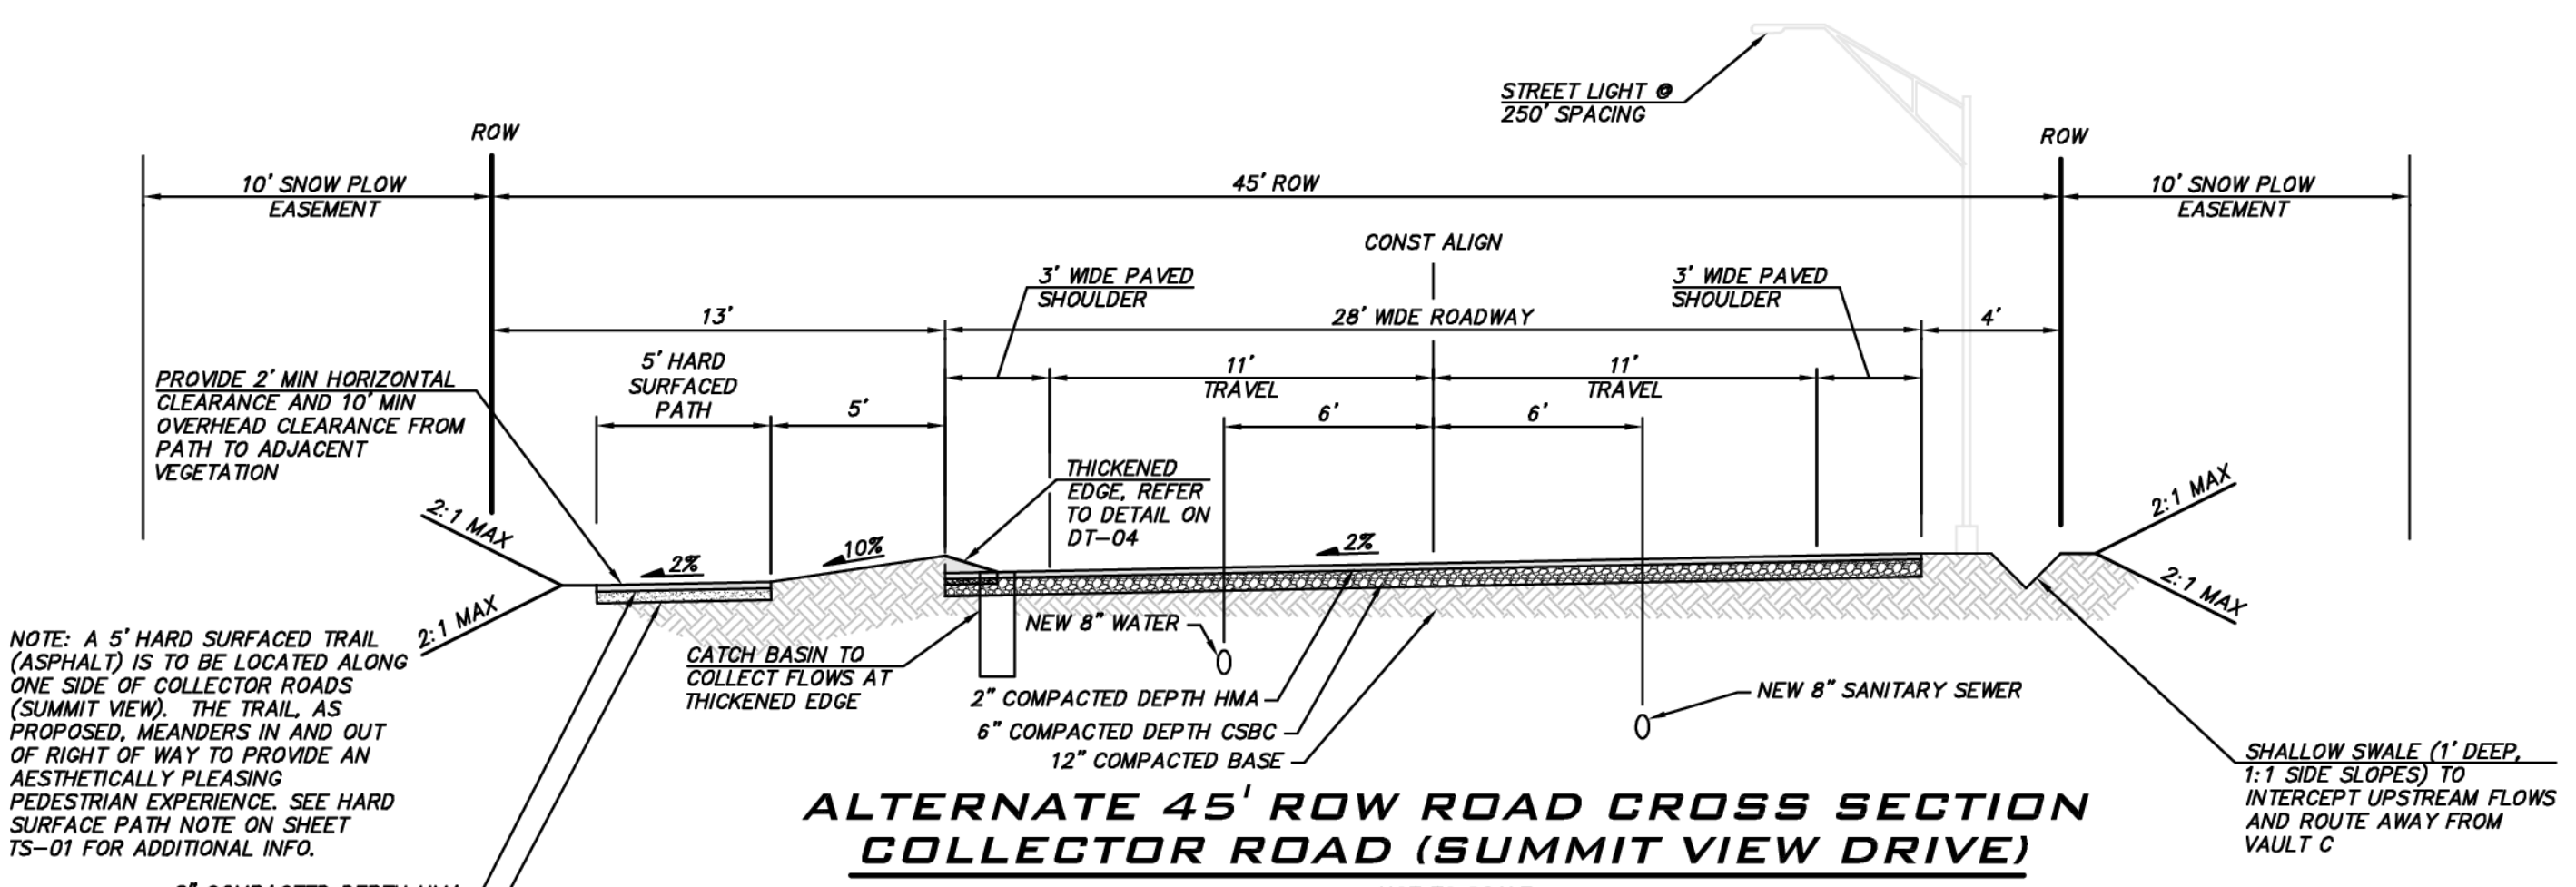 STREET LIGHT @
250' SPACING
ROW
ROW
10' SNOW PLOW
EASEMENT
45' ROW
10' SNOW PLOW
EASEMENT
CONST ALIGN
3' WIDE PAVED
SHOULDER
3' WIDE PAVED
SHOULDER
13'
28' WIDE ROADWAY
4'
5' HARD
SURFACED
PATH
5'
11'
TRAVEL
11'
TRAVEL
6'
6'
PROVIDE 2' MIN HORIZONTAL
CLEARANCE AND 10' MIN
OVERHEAD CLEARANCE FROM
PATH TO ADJACENT
VEGETATION
THICKENED
EDGE, REFER
TO DETAIL ON
DT-04
2:1 MAX
2:1 MAX
2%
10%
2%
2:1 MAX
2:1 MAX
NOTE: A 5' HARD SURFACED TRAIL
(ASPHALT) IS TO BE LOCATED ALONG
ONE SIDE OF COLLECTOR ROADS
(SUMMIT VIEW). THE TRAIL, AS
PROPOSED, MEANDERS IN AND OUT
OF RIGHT OF WAY TO PROVIDE AN
AESTHETICALLY PLEASING
PEDESTRIAN EXPERIENCE. SEE HARD
SURFACE PATH NOTE ON SHEET
TS-01 FOR ADDITIONAL INFO.
CATCH BASIN TO
COLLECT FLOWS AT
THICKENED EDGE
NEW 8" WATER
2" COMPACTED DEPTH HMA
6" COMPACTED DEPTH CSBC
12" COMPACTED BASE
NEW 8" SANITARY SEWER
SHALLOW SWALE (1' DEEP,
1:1 SIDE SLOPES) TO
INTERCEPT UPSTREAM FLOWS
AND ROUTE AWAY FROM
VAULT C
ALTERNATE 45' ROW ROAD CROSS SECTION
COLLECTOR ROAD (SUMMIT VIEW DRIVE)
COMPACTED DEPTH HMA